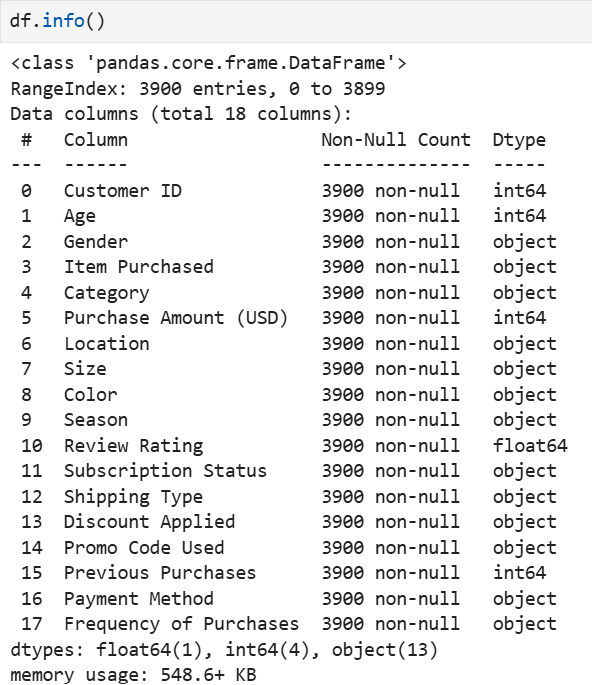 df.info()
<class 'pandas.core.frame.DataFrame'>
RangeIndex: 3900 entries, 0 to 3899
Data columns (total 18 columns):
 #   Column                  Non-Null Count  Dtype
---  ------                  --------------  -----
 0   Customer ID             3900 non-null   int64
 1   Age                     3900 non-null   int64
 2   Gender                  3900 non-null   object
 3   Item Purchased          3900 non-null   object
 4   Category                3900 non-null   object
 5   Purchase Amount (USD)   3900 non-null   int64
 6   Location                3900 non-null   object
 7   Size                    3900 non-null   object
 8   Color                   3900 non-null   object
 9   Season                  3900 non-null   object
 10  Review Rating           3900 non-null   float64
 11  Subscription Status     3900 non-null   object
 12  Shipping Type           3900 non-null   object
 13  Discount Applied        3900 non-null   object
 14  Promo Code Used         3900 non-null   object
 15  Previous Purchases      3900 non-null   int64
 16  Payment Method          3900 non-null   object
 17  Frequency of Purchases  3900 non-null   object
dtypes: float64(1), int64(4), object(13)
memory usage: 548.6+ KB